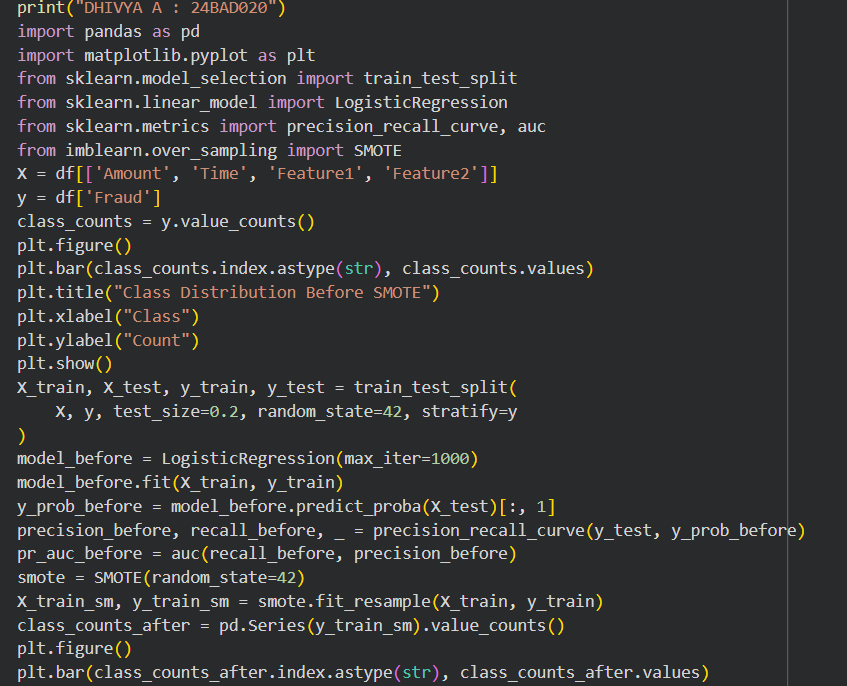 print("DHIVYA A : 24BAD020")
import pandas as pd
import matplotlib.pyplot as plt
from sklearn.model_selection import train_test_split
from sklearn.linear_model import LogisticRegression
from sklearn.metrics import precision_recall_curve, auc
from imblearn.over_sampling import SMOTE
X = df[['Amount', 'Time', 'Feature1', 'Feature2']]
y = df['Fraud']
class_counts = y.value_counts()
plt.figure()
plt.bar(class_counts.index.astype(str), class_counts.values)
plt.title("Class Distribution Before SMOTE")
plt.xlabel("Class")
plt.ylabel("Count")
plt.show()
X_train, X_test, y_train, y_test = train_test_split(
    X, y, test_size=0.2, random_state=42, stratify=y
)
model_before = LogisticRegression(max_iter=1000)
model_before.fit(X_train, y_train)
y_prob_before = model_before.predict_proba(X_test)[:, 1]
precision_before, recall_before, _ = precision_recall_curve(y_test, y_prob_before)
pr_auc_before = auc(recall_before, precision_before)
smote = SMOTE(random_state=42)
X_train_sm, y_train_sm = smote.fit_resample(X_train, y_train)
class_counts_after = pd.Series(y_train_sm).value_counts()
plt.figure()
plt.bar(class_counts_after.index.astype(str), class_counts_after.values)